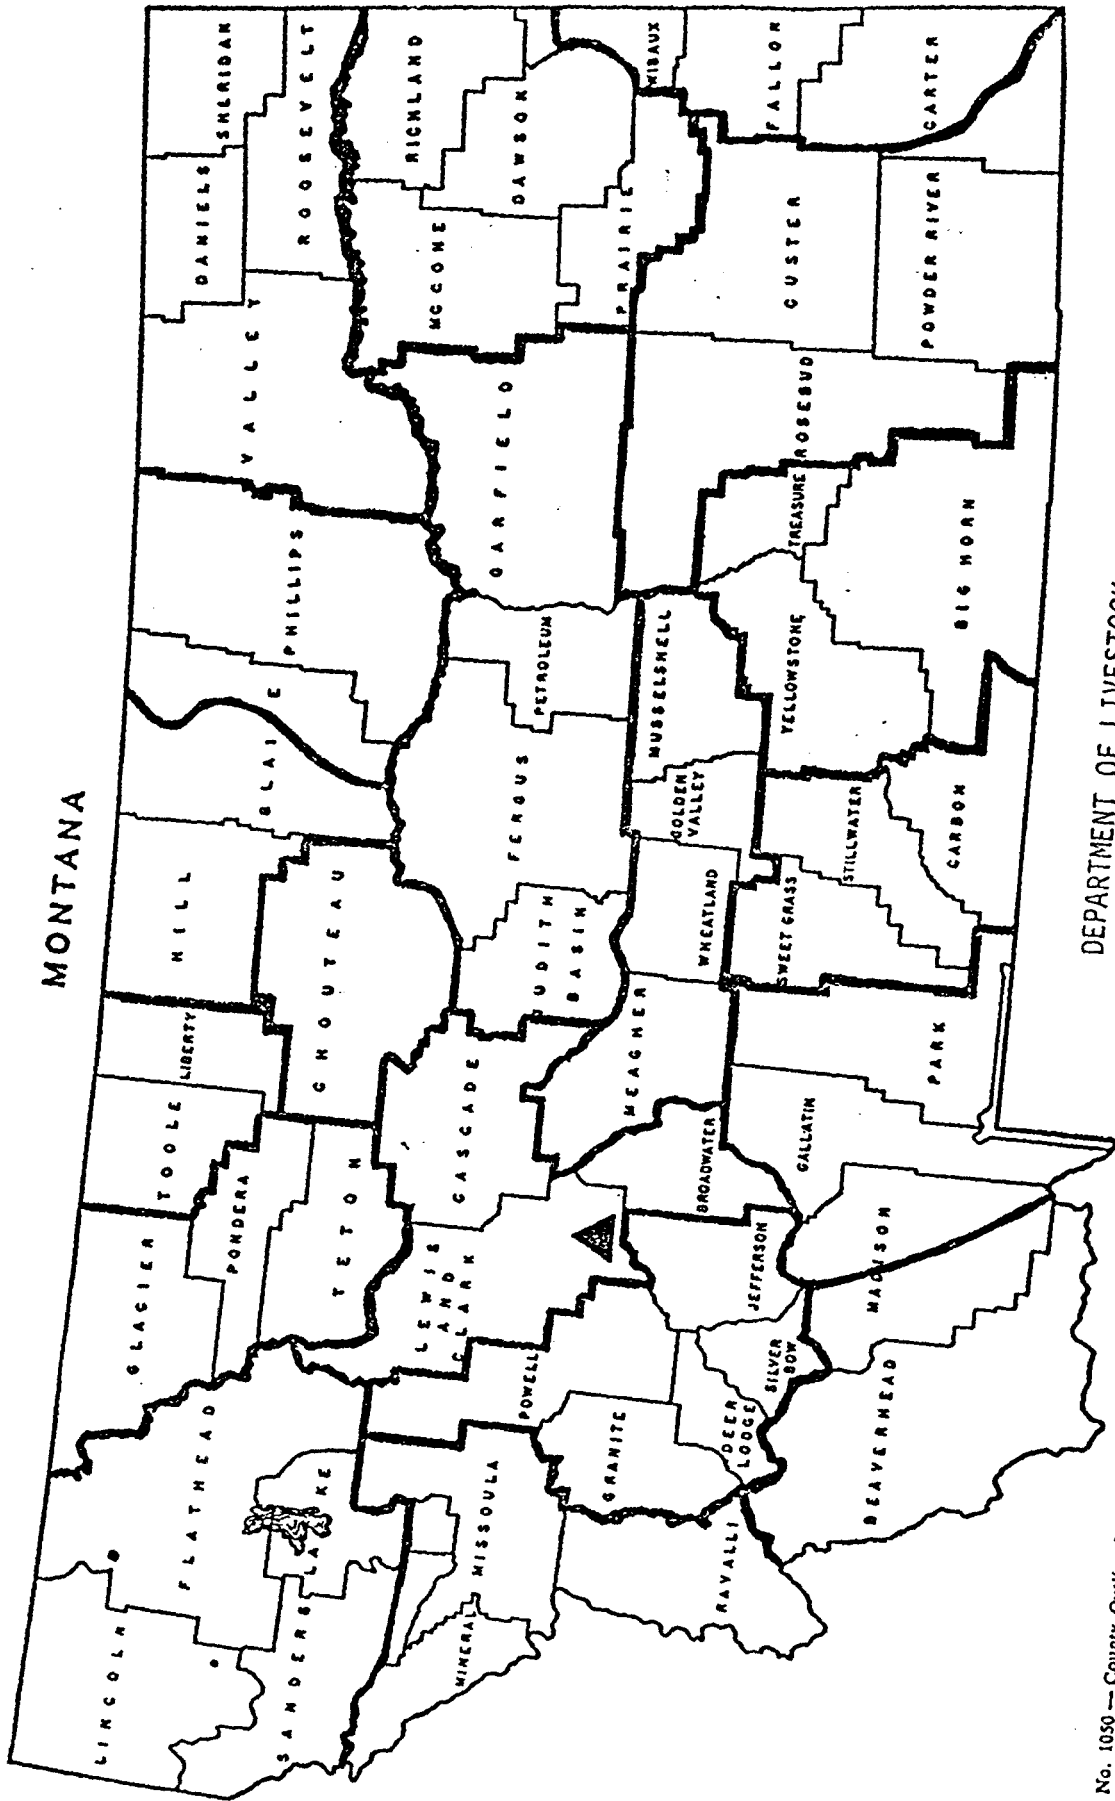 MONTANA
LINCOLN
FLATHEAD
GLACIER
TOOLE
LIBERTY
HILL
BLAINE
PHILLIPS
VALLEY
DANIELS
SHERIDAN
ROOSEVELT
SANDERS
LAKE
PONDERA
TETON
CHOUTEAU
RICHLAND
MCCONE
DAWSON
GARFIELD
MINERAL
MISSOULA
POWELL
LEWIS
AND
CLARK
CASCADE
JUDITH
BASIN
FERGUS
PETROLEUM
PRAIRIE
WIBAUX
GRANITE
MEAGHER
WHEATLAND
GOLDEN
VALLEY
MUSSELSHELL
RAVALLI
DEER
LODGE
SILVER
BOW
JEFFERSON
BROADWATER
GALLATIN
SWEET GRASS
STILLWATER
YELLOWSTONE
TREASURE
ROSEBUD
CUSTER
FALLON
BEAVERHEAD
MADISON
PARK
CARBON
BIG HORN
POWDER RIVER
CARTER
DEPARTMENT OF LIVESTOCK
No. 1050 — County